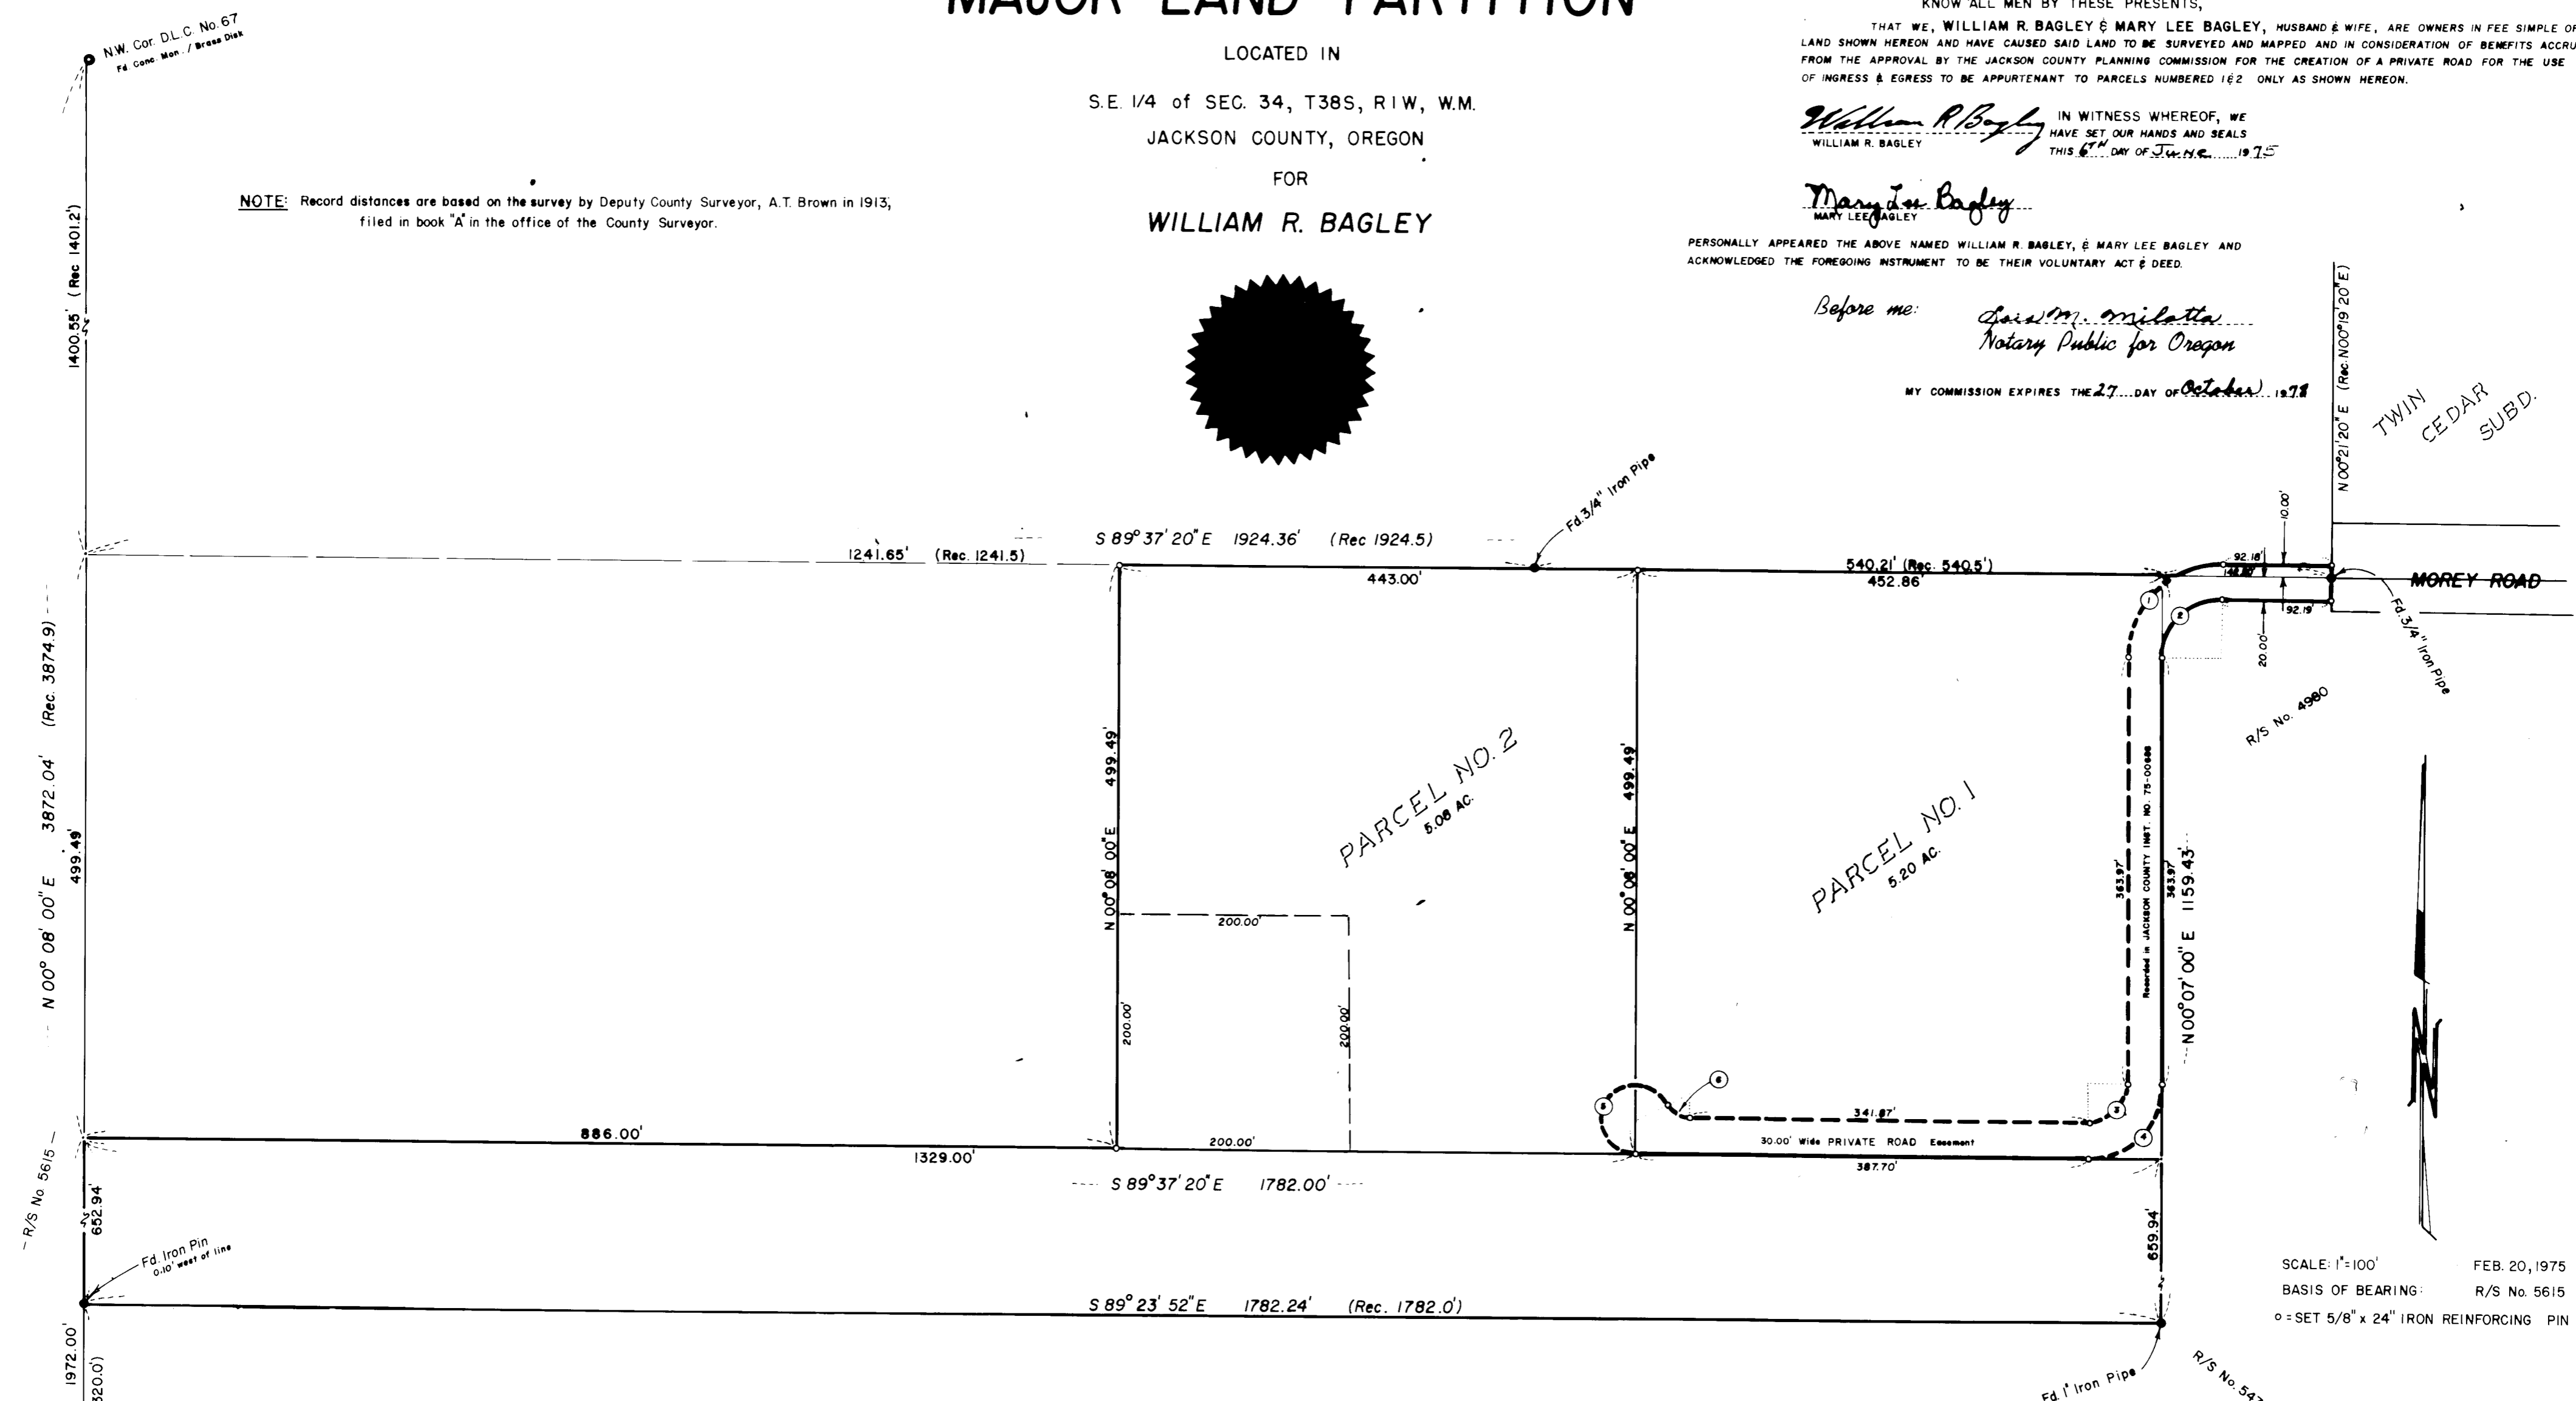 MAJOR LAND PARTITION
LOCATED IN
S.E. 1/4 of SEC. 34, T38S, R1W, W.M.
JACKSON COUNTY, OREGON
FOR
WILLIAM R. BAGLEY
N.W. Cor. D.L.C. No. 67
Fd. Conc. Mon. / Brass Disk
NOTE: Record distances are based on the survey by Deputy County Surveyor, A.T. Brown in 1913,
filed in book "A" in the office of the County Surveyor.
KNOW ALL MEN BY THESE PRESENTS,
THAT WE, WILLIAM R. BAGLEY & MARY LEE BAGLEY, HUSBAND & WIFE, ARE OWNERS IN FEE SIMPLE OF
LAND SHOWN HEREON AND HAVE CAUSED SAID LAND TO BE SURVEYED AND MAPPED AND IN CONSIDERATION OF BENEFITS ACCRU
FROM THE APPROVAL BY THE JACKSON COUNTY PLANNING COMMISSION FOR THE CREATION OF A PRIVATE ROAD FOR THE USE
OF INGRESS & EGRESS TO BE APPURTENANT TO PARCELS NUMBERED 1&2 ONLY AS SHOWN HEREON.
William R Bagley
WILLIAM R. BAGLEY
IN WITNESS WHEREOF, WE
HAVE SET OUR HANDS AND SEALS
THIS 6TH DAY OF June 1975
Mary Lee Bagley
MARY LEE BAGLEY
PERSONALLY APPEARED THE ABOVE NAMED WILLIAM R. BAGLEY, & MARY LEE BAGLEY AND
ACKNOWLEDGED THE FOREGOING INSTRUMENT TO BE THEIR VOLUNTARY ACT & DEED.
Before me: Lois M. Milatta
Notary Public for Oregon
MY COMMISSION EXPIRES THE 27 DAY OF October 1978
1400.55' (Rec 1401.2')
N00°21'20"E (Rec. N00°19'20"E)
TWIN
CEDAR
SUBD.
Fd. 3/4" Iron Pipe
S 89° 37' 20" E 1924.36' (Rec 1924.5)
1241.65' (Rec. 1241.5)
443.00'
540.21' (Rec. 540.5')
452.86'
92.18'
10.00'
92.19'
20.00'
MOREY ROAD
Fd. 3/4" Iron Pipe
1
2
R/S No. 4980
N 00° 08' 00" E 3872.04' (Rec. 3874.9)
499.49'
N 00° 08' 00" E 499.49'
N 00° 08' 00" E 499.49'
PARCEL NO. 2
5.08 AC.
PARCEL NO. 1
5.20 AC.
363.97'
Recorded in JACKSON COUNTY INST. NO. 75-00686
363.97'
N00°07'00"E 1159.43'
200.00'
200.00'
200.00'
200.00'
6
5
3
4
341.87'
30.00' Wide PRIVATE ROAD Easement
387.70'
886.00'
1329.00'
S 89° 37' 20" E 1782.00'
R/S No. 5615
652.94'
659.94'
Fd. Iron Pin
0.10' west of line
S 89° 23' 52" E 1782.24' (Rec. 1782.0')
1972.00'
320.0')
N
SCALE: 1"=100' FEB. 20, 1975
BASIS OF BEARING: R/S No. 5615
o = SET 5/8" x 24" IRON REINFORCING PIN
Fd. 1" Iron Pipe
R/S No. 547